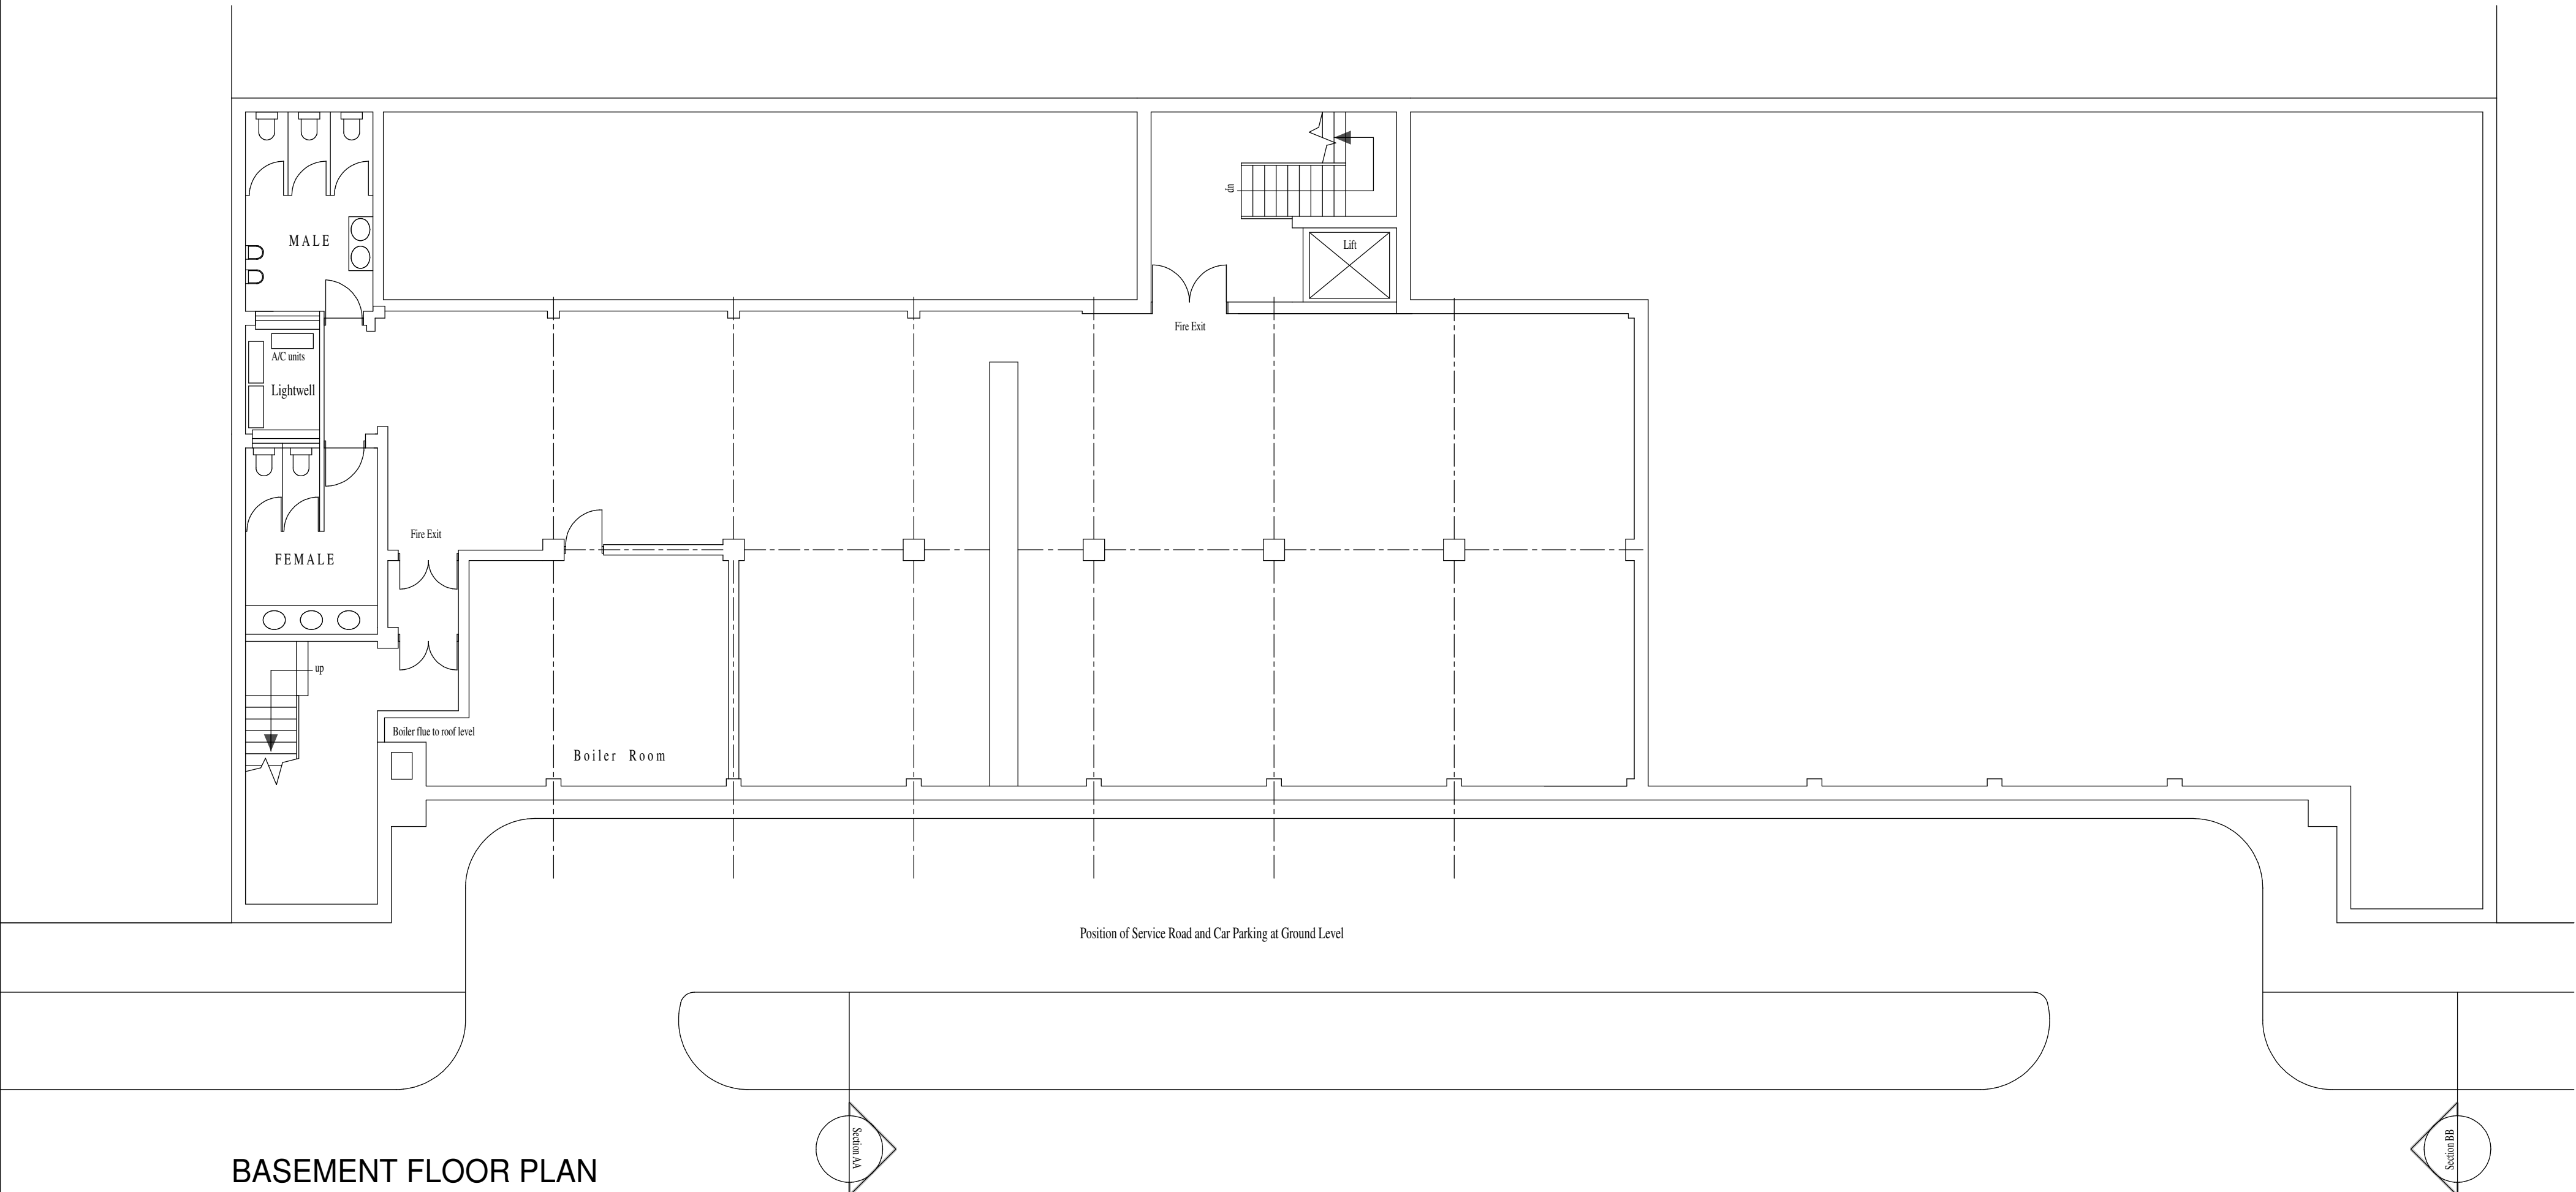 MALE
dn
Lift
Fire Exit
A/C units
Lightwell
Fire Exit
FEMALE
up
Boiler flue to roof level
Boiler Room
Position of Service Road and Car Parking at Ground Level
Section AA
Section BB
BASEMENT FLOOR PLAN